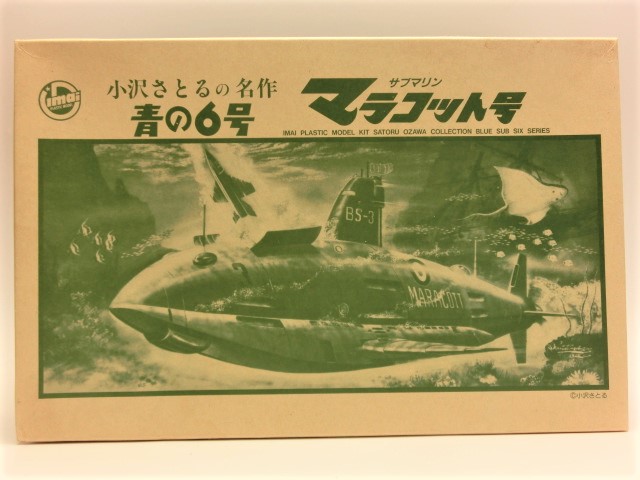 imai
小沢さとるの名作
青の6号
サブマリン
マラコット号
IMAI PLASTIC MODEL KIT SATORU OZAWA COLLECTION BLUE SUB SIX SERIES
BS-3
MARACOTT
©小沢さとる